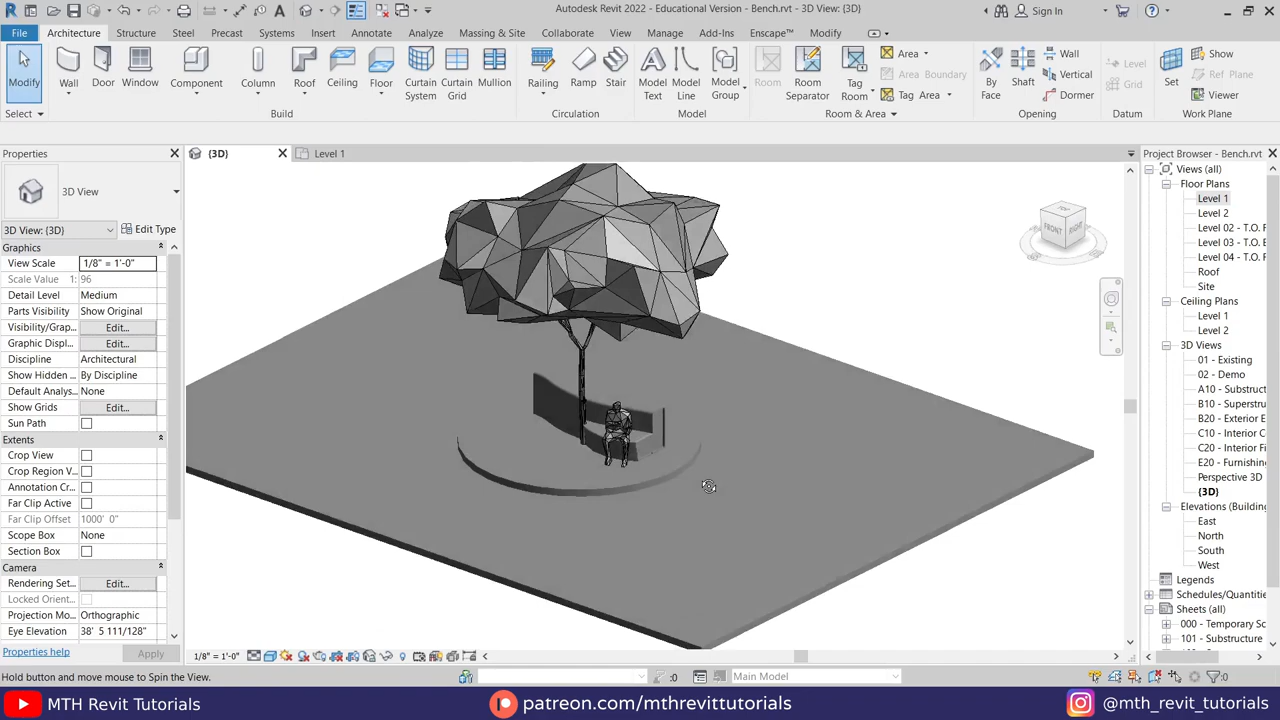 Autodesk Revit 2022 - Educational Version - Bench.rvt - 3D View: {3D}
Sign In
File Architecture Structure Steel Precast Systems Insert Annotate Analyze Massing & Site Collaborate View Manage Add-Ins Enscape™ Modify
Modify Wall Door Window Component Column Roof Ceiling Curtain System Floor Curtain Grid Mullion Railing Ramp Stair Model Text Model Line Model Group Room Room Separator Tag Room
Area
Area Boundary
Tag Area
By Face Shaft
Wall
Vertical
Dormer
Level
Grid
Set
Show
Ref Plane
Viewer
Select Build Circulation Model Room & Area Opening Datum Work Plane
Properties
{3D} Level 1
Project Browser - Bench.rvt
3D View
3D View: {3D} Edit Type
Graphics
View Scale 1/8" = 1'-0"
Scale Value 1: 96
Detail Level Medium
Parts Visibility Show Original
Visibility/Grap... Edit...
Graphic Displ... Edit...
Discipline Architectural
Show Hidden ... By Discipline
Default Analys... None
Show Grids Edit...
Sun Path
Extents
Crop View
Crop Region V...
Annotation Cr...
Far Clip Active
Far Clip Offset 1000' 0"
Scope Box None
Section Box
Camera
Rendering Set... Edit...
Locked Orient...
Projection Mo... Orthographic
Eye Elevation 38' 5 111/128"
Properties help Apply
TOP
FRONT RIGHT
Views (all)
Floor Plans
Level 1
Level 2
Level 02 - T.O. F
Level 03 - T.O. E
Level 04 - T.O. F
Roof
Site
Ceiling Plans
Level 1
Level 2
3D Views
01 - Existing
02 - Demo
A10 - Substruct
B10 - Superstru
B20 - Exterior E
C10 - Interior C
C20 - Interior Fi
E20 - Furnishin
Perspective 3D
{3D}
Elevations (Building
East
North
South
West
Legends
Schedules/Quantitie
Sheets (all)
000 - Temporary Sc
101 - Substructure
1/8" = 1'-0"
Hold button and move mouse to Spin the View.
:0
Main Model
:0
MTH Revit Tutorials
patreon.com/mthrevittutorials
@mth_revit_tutorials